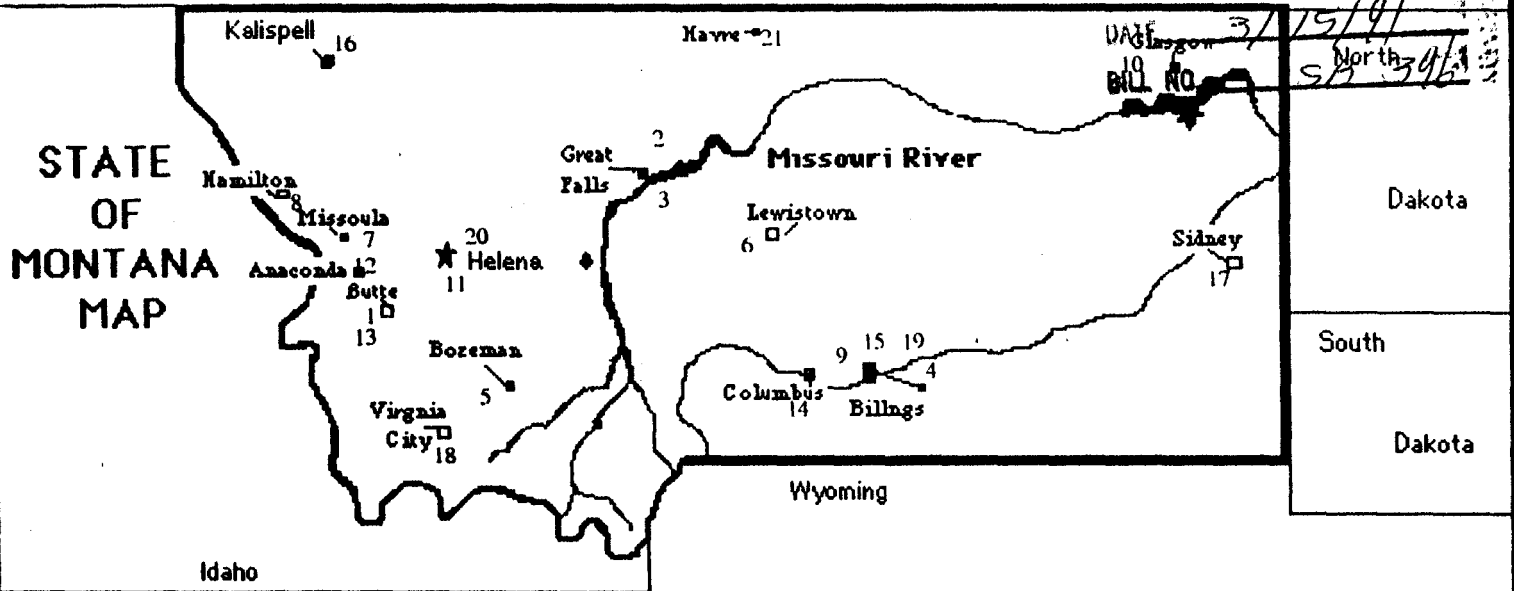 Kalispell
16
Havre 21
DATE 3/15/91
Glasgow
North
10
BILL NO. SB 396
STATE
OF
MONTANA
MAP
Great
Falls
2
3
Missouri River
Hamilton
8
Missoula
7
Lewistown
6
Dakota
Sidney
17
20
Helena
11
Anaconda 12
Butte
1
13
Bozeman
5
9
15
19
4
South
Columbus
14
Billngs
Virgnia
City
18
Dakota
Wyoming
Idaho